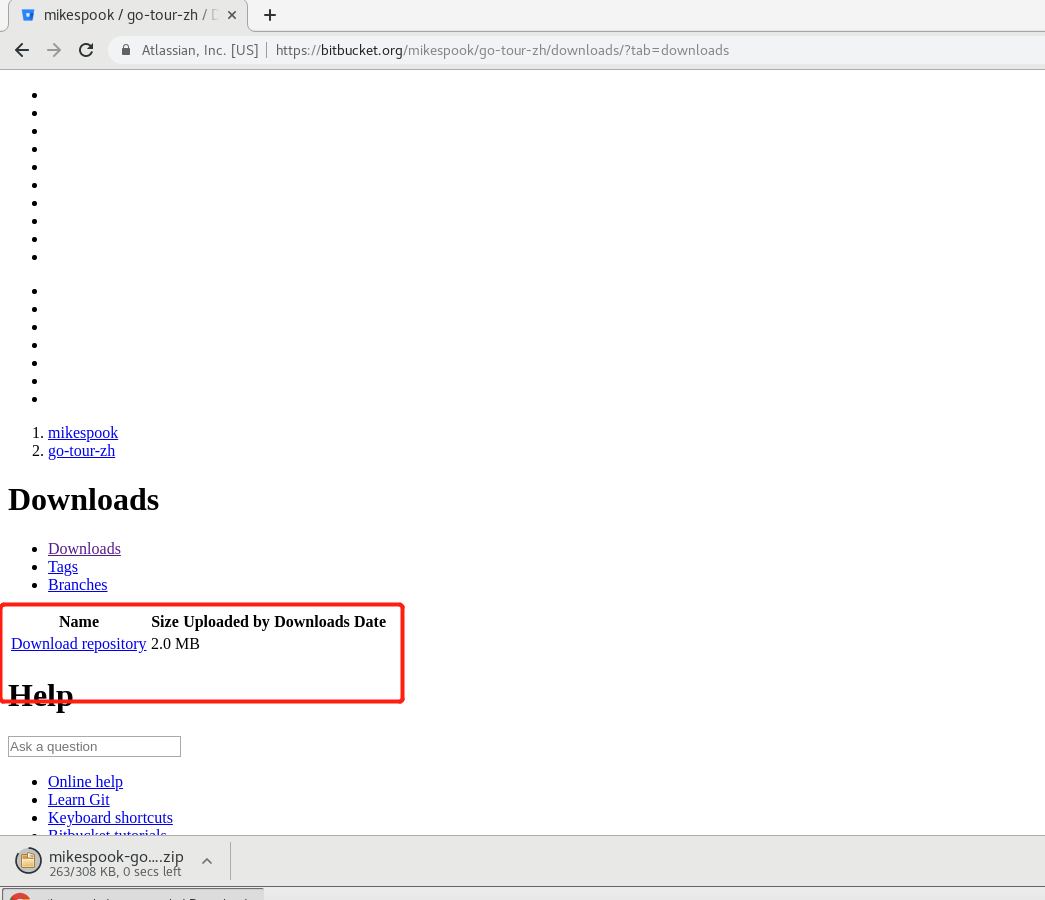 mikespook / go-tour-zh /
Atlassian, Inc. [US] | https://bitbucket.org/mikespook/go-tour-zh/downloads/?tab=downloads
1. mikespook
2. go-tour-zh
Downloads
Downloads
Tags
Branches
Name Size Uploaded by Downloads Date
Download repository 2.0 MB
Help
Ask a question
Online help
Learn Git
Keyboard shortcuts
Bitbucket tutorials
mikespook-go....zip
263/308 KB, 0 secs left